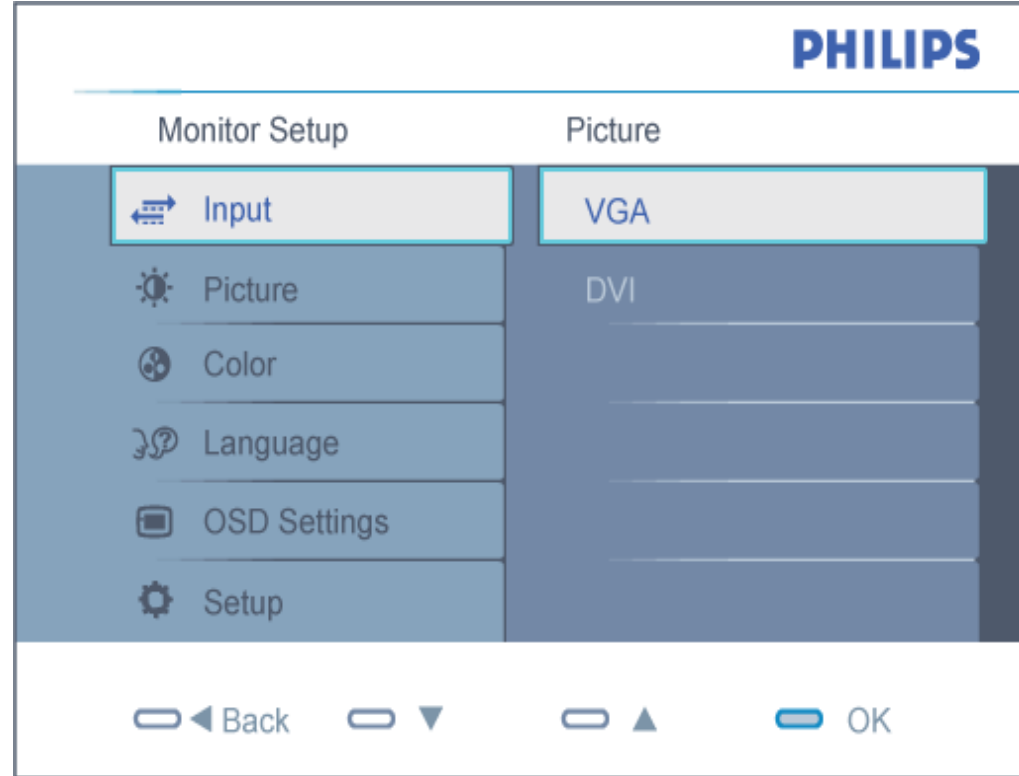 PHILIPS
Monitor Setup Picture
Input VGA
Picture DVI
Color
Language
OSD Settings
Setup
Back OK